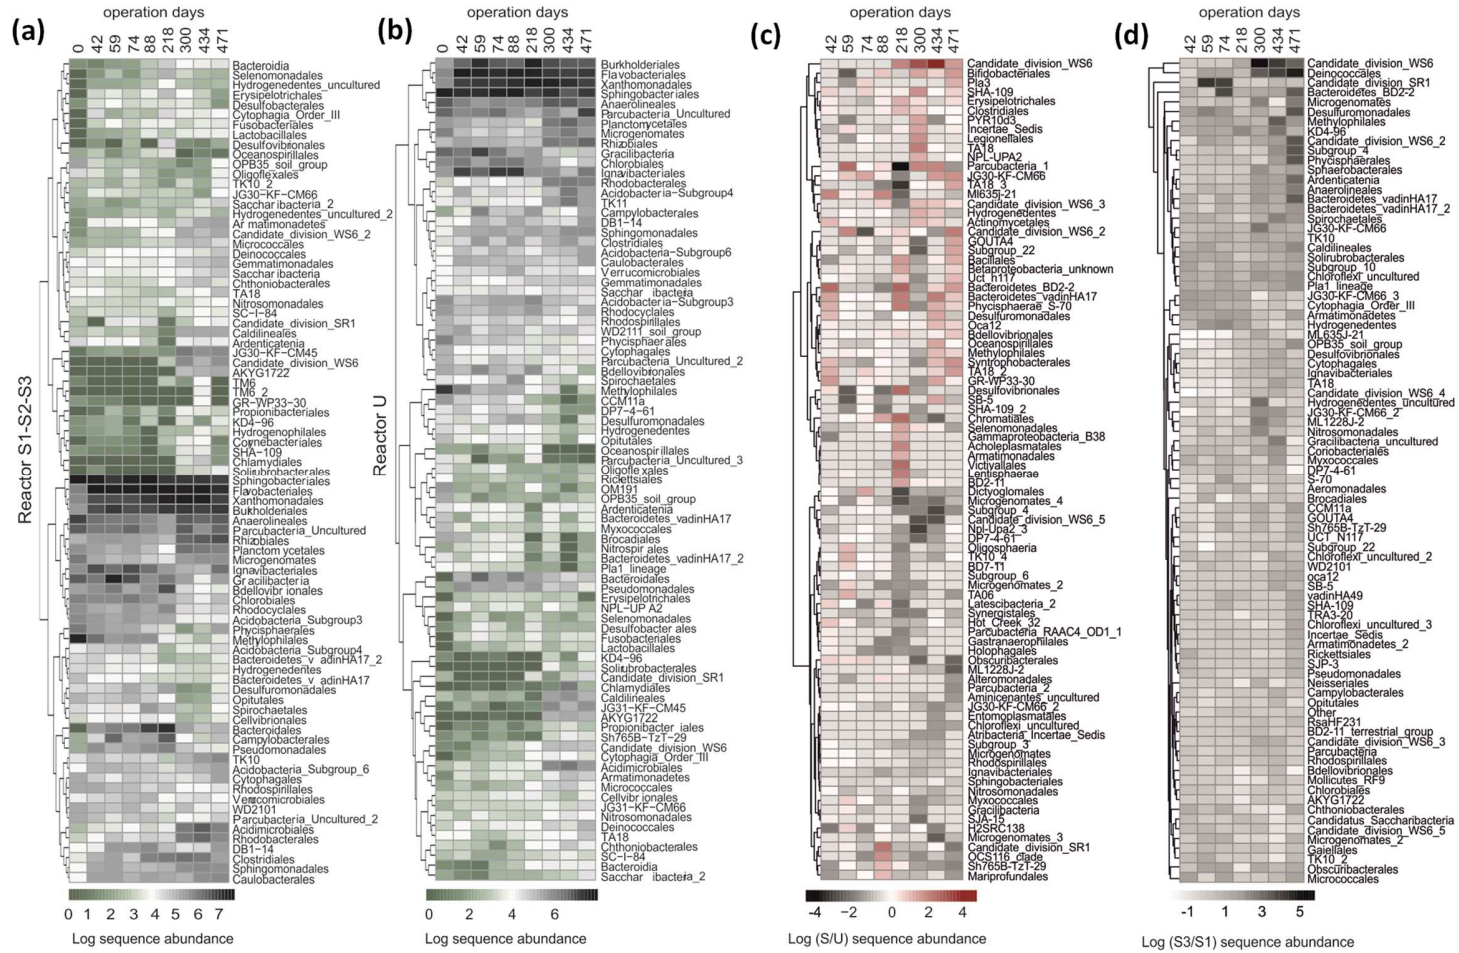 operation days
(a)
0 42 59 74 88 218 300 434 471
Bacteroidia
Selenomonadales
Hydrogenedentes_uncultured
Erysipelotrichales
Desulfobacterales
Cytophagia_Order_III
Fusobacteriales
Lactobacillales
Desulfovibrionales
Oceanospirillales
OPB35_soil_group
Oligoflexales
TK10_2
JG30-KF-CM66
Saccharibacteria_2
Hydrogenedentes_uncultured_2
Armatimonadetes
Candidate_division_WS6_2
Micrococcales
Deinococcales
Gemmatimonadales
Saccharibacteria
Chthoniobacterales
TA18
Nitrosomonadales
SC-I-84
Candidate_division_SR1
Caldilineales
Ardenticatenia
JG30-KF-CM45
Candidate_division_WS6
AKYG1722
TM6
TM6_2
GR-WP33-30
Propionibacteriales
KD4-96
Hydrogenophilales
Corynebacteriales
SHA-109
Chlamydiales
Solirubrobacterales
Sphingobacteriales
Flavobacteriales
Xanthomonadales
Burkholderiales
Anaerolineales
Parcubacteria_Uncultured
Rhizobiales
Planctomycetales
Microgenomates
Ignavibacteriales
Gracilibacteria
Bdellovibrionales
Chlorobiales
Rhodocyclales
Acidobacteria_Subgroup3
Phycisphaerales
Methylophilales
Acidobacteria_Subgroup4
Bacteroidetes_vadinHA17_2
Hydrogenedentes
Bacteroidetes_vadinHA17
Desulfuromonadales
Opitutales
Spirochaetales
Cellvibrionales
Bacteroidales
Campylobacterales
Pseudomonadales
TK10
Acidobacteria_Subgroup_6
Cytophagales
Rhodospirillales
Verrucomicrobiales
WD2101
Parcubacteria_Uncultured_2
Acidimicrobiales
Rhodobacterales
DB1-14
Clostridiales
Sphingomonadales
Caulobacterales
Reactor S1-S2-S3
0 1 2 3 4 5 6 7
Log sequence abundance
operation days
(b)
0 42 59 74 88 218 300 434 471
Burkholderiales
Flavobacteriales
Xanthomonadales
Sphingobacteriales
Anaerolineales
Parcubacteria_Uncultured
Planctomycetales
Microgenomates
Rhizobiales
Gracilibacteria
Chlorobiales
Ignavibacteriales
Rhodobacterales
Acidobacteria-Subgroup4
TK11
Campylobacterales
DB1-14
Sphingomonadales
Clostridiales
Acidobacteria-Subgroup6
Caulobacterales
Verrucomicrobiales
Gemmatimonadales
Saccharibacteria
Acidobacteria-Subgroup3
Rhodocyclales
Rhodospirillales
WD2111_soil_group
Phycisphaerales
Cytophagales
Parcubacteria_Uncultured_2
Bdellovibrionales
Spirochaetales
Methylophilales
CCM11a
DP7-4-61
Desulfuromonadales
Hydrogenedentes
Opitutales
Oceanospirillales
Parcubacteria_Uncultured_3
Oligoflexales
Rickettsiales
OM191
OPB35_soil_group
Ardenticatenia
Bacteroidetes_vadinHA17
Myxococcales
Brocadiales
Nitrospirales
Bacteroidetes_vadinHA17_2
Pla1_lineage
Bacteroidales
Pseudomonadales
Erysipelotrichales
NPL-UPA2
Selenomonadales
Desulfobacterales
Fusobacteriales
Lactobacillales
KD4-96
Solirubrobacterales
Candidate_division_SR1
Chlamydiales
Caldilineales
JG31-KF-CM45
AKYG1722
Propionibacteriales
Sh765B-TzT-29
Candidate_division_WS6
Cytophagia_Order_III
Acidimicrobiales
Armatimonadetes
Micrococcales
Cellvibrionales
JG31-KF-CM66
Nitrosomonadales
Deinococcales
TA18
Chthoniobacterales
SC-I-84
Bacteroidia
Saccharibacteria_2
Reactor U
0 2 4 6
Log sequence abundance
operation days
(c)
42 59 74 88 218 300 434 471
Candidate_division_WS6
Bifidobacteriales
Pla3
SHA-109
Erysipelotrichales
Clostridiales
PYR10d3
Incertae_Sedis
Legionellales
TA18
NPL-UPA2
Parcubacteria_1
JG30-KF-CM66
TA18_3
Ml635j-21
Candidate_division_WS6_3
Hydrogenedentes
Actinomycetales
Candidate_division_WS6_2
GOUTA4
Subgroup_22
Bacillales
Betaproteobacteria_unknown
Uct_n117
Bacteroidetes_BD2-2
Bacteroidetes_vadinHA17
Phycisphaerae_S-70
Desulfuromonadales
Oca12
Bdellovibrionales
Oceanospirillales
Methylophilales
Syntrophobacterales
TA18_2
GR-WP33-30
Desulfovibrionales
SB-5
SHA-109_2
Chromatiales
Selenomonadales
Gammaproteobacteria_B38
Acholeplasmatales
Armatimonadales
Victivallales
Lentisphaerae
BD2-11
Dictyoglomales
Microgenomates_4
Subgroup_4
Candidate_division_WS6_5
Npl-Upa2_3
DP7-4-61
Oligosphaeria
TK10_4
BD7-11
Subgroup_6
Microgenomates_2
TA06
Latescibacteria_2
Synergistales
Hot_Creek_32
Parcubacteria_RAAC4_OD1_1
Gastranaerophilales
Holophagales
Obscuribacterales
ML1228J-2
Alteromonadales
Parcubacteria_2
Aminicenantes_uncultured
JG30-KF-CM66_2
Entomoplasmatales
Chloroflexi_uncultured
Atribacteria_Incertae_Sedis
Subgroup_3
Microgenomates
Rhodospirillales
Ignavibacteriales
Sphingobacteriales
Nitrosomonadales
Myxococcales
Gracilibacteria
SJA-15
H2SRC138
Microgenomates_3
Candidate_division_SR1
OCS116_clade
Sh765B-TzT-29
Mariprofundales
-4 -2 0 2 4
Log (S/U) sequence abundance
operation days
(d)
42 59 74 218 300 434 471
Candidate_division_WS6
Deinococcales
Candidate_division_SR1
Bacteroidetes_BD2-2
Microgenomates
Desulfuromonadales
Methylophilales
KD4-96
Candidate_division_WS6_2
Subgroup_4
Phycisphaerales
Sphaerobacterales
Ardenticatenia
Anaerolineales
Bacteroidetes_vadinHA17
Bacteroidetes_vadinHA17_2
Spirochaetales
JG30-KF-CM66
TK10
Caldilineales
Solirubrobacterales
Subgroup_10
Chloroflexi_uncultured
Pla1_lineage
JG30-KF-CM66_3
Cytophagia_Order_III
Armatimonadetes
Hydrogenedentes
ML635J-21
OPB35_soil_group
Desulfovibrionales
Cytophagales
Ignavibacteriales
TA18
Candidate_division_WS6_4
Hydrogenedentes_uncultured
JG30-KF-CM66_2
ML1228J-2
Nitrosomonadales
Gracilibacteria_uncultured
Coriobacteriales
Myxococcales
DP7-4-61
S-70
Aeromonadales
Brocadiales
CCM11a
GOUTA4
Sh765B-TzT-29
UCT_N117
Subgroup_22
Chloroflexi_uncultured_2
WD2101
oca12
SB-5
vadinHA49
SHA-109
TRA3-20
Chloroflexi_uncultured_3
Incertae_Sedis
Armatimonadetes_2
Rickettsiales
SJP-3
Pseudomonadales
Neisseriales
Campylobacterales
Opitutales
Other
RsaHF231
BD2-11_terrestrial_group
Candidate_division_WS6_3
Parcubacteria
Rhodospirillales
Bdellovibrionales
Mollicutes_RF9
Chlorobiales
AKYG1722
Chthoniobacterales
Candidatus_Saccharibacteria
Candidate_division_WS6_5
Microgenomates_2
Gaiellales
TK10_2
Obscuribacterales
Micrococcales
-1 1 3 5
Log (S3/S1) sequence abundance